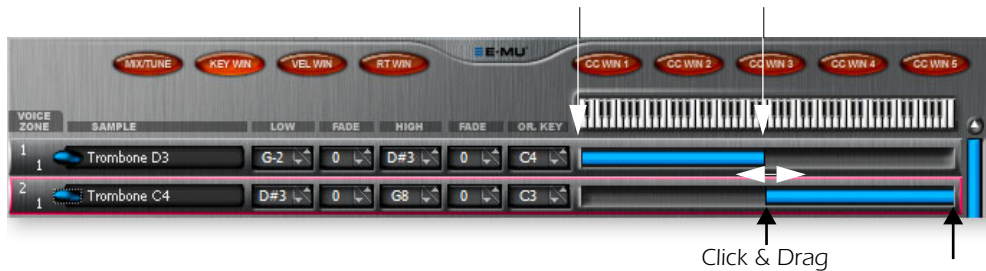 E-MU
MIX/TUNE KEY WIN VEL WIN RT WIN CC WIN 1 CC WIN 2 CC WIN 3 CC WIN 4 CC WIN 5
VOICE
ZONE SAMPLE LOW FADE HIGH FADE OR. KEY
1 1 Trombone D3 G-2 0 D#3 0 C4
2 1 Trombone C4 D#3 0 G8 0 C3
Click & Drag